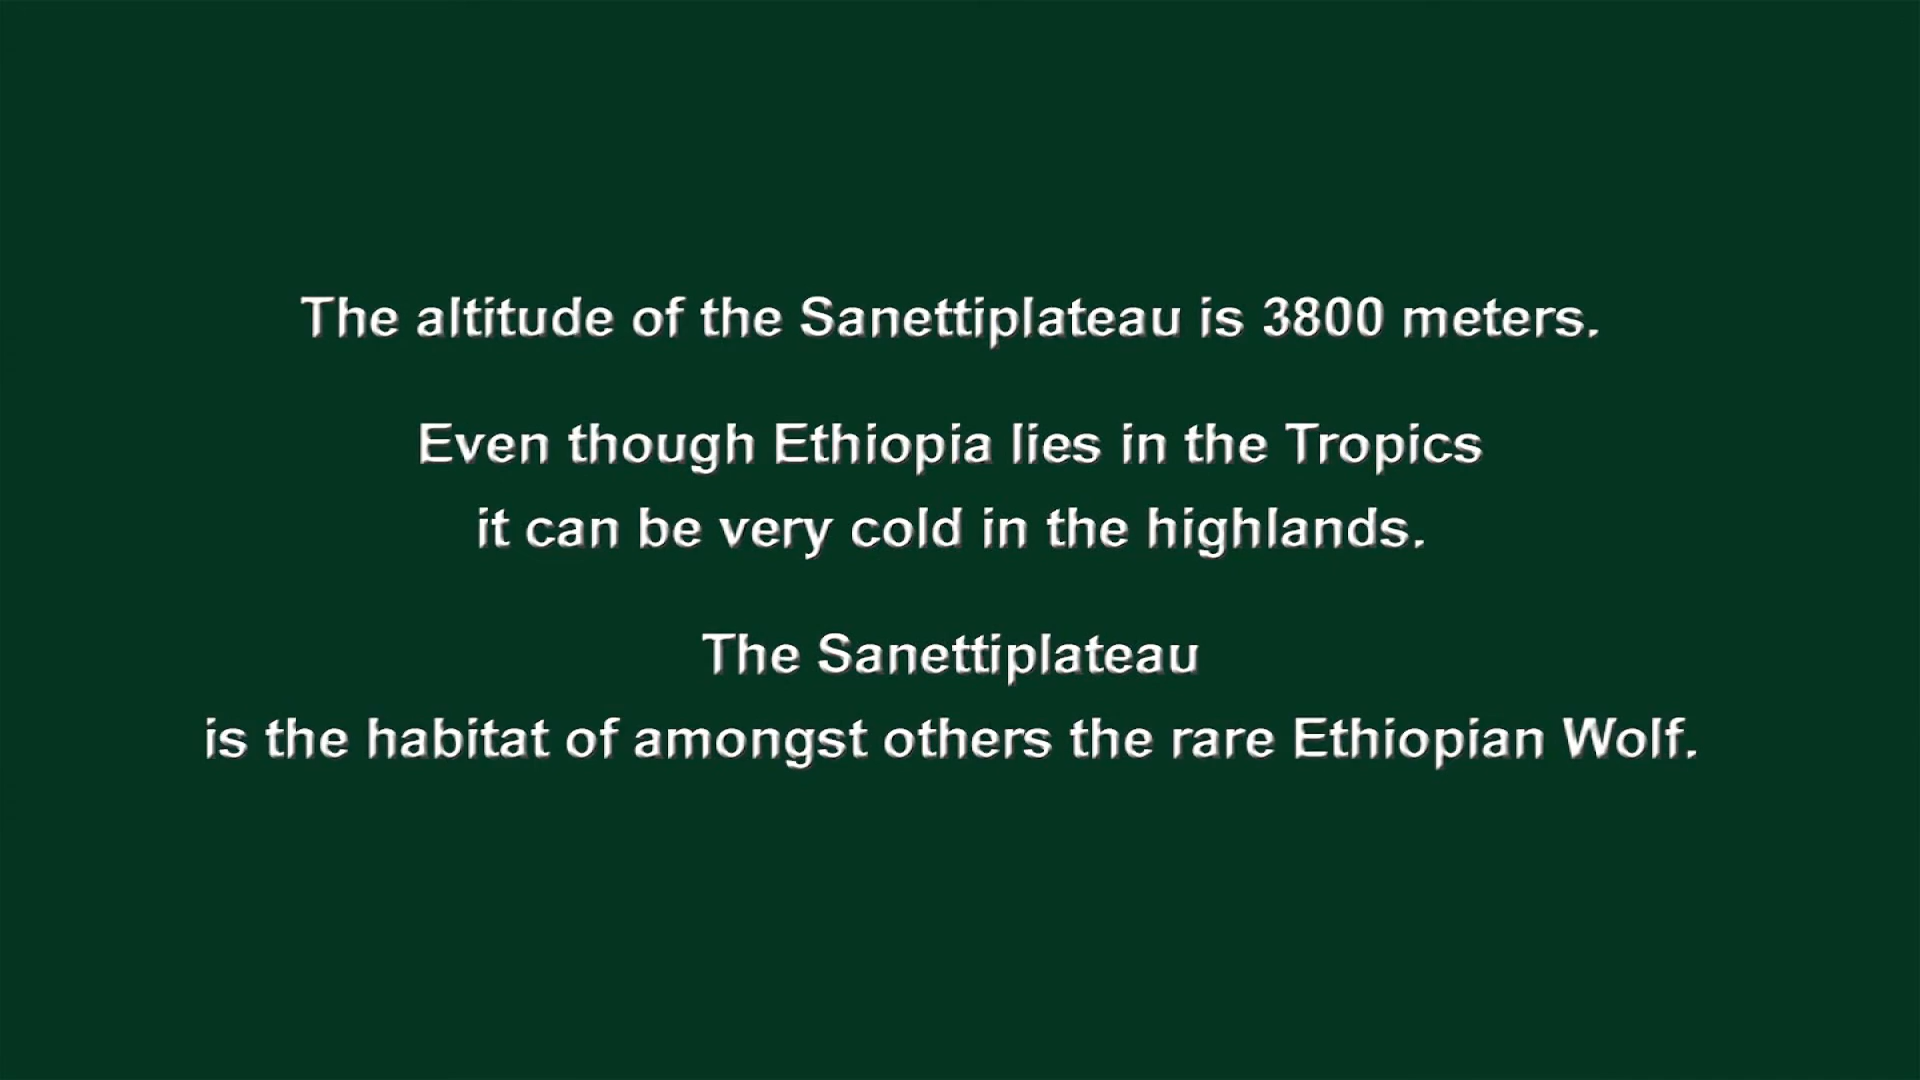 The altitude of the Sanettiplateau is 3800 meters.
Even though Ethiopia lies in the Tropics
it can be very cold in the highlands.
The Sanettiplateau
is the habitat of amongst others the rare Ethiopian Wolf.